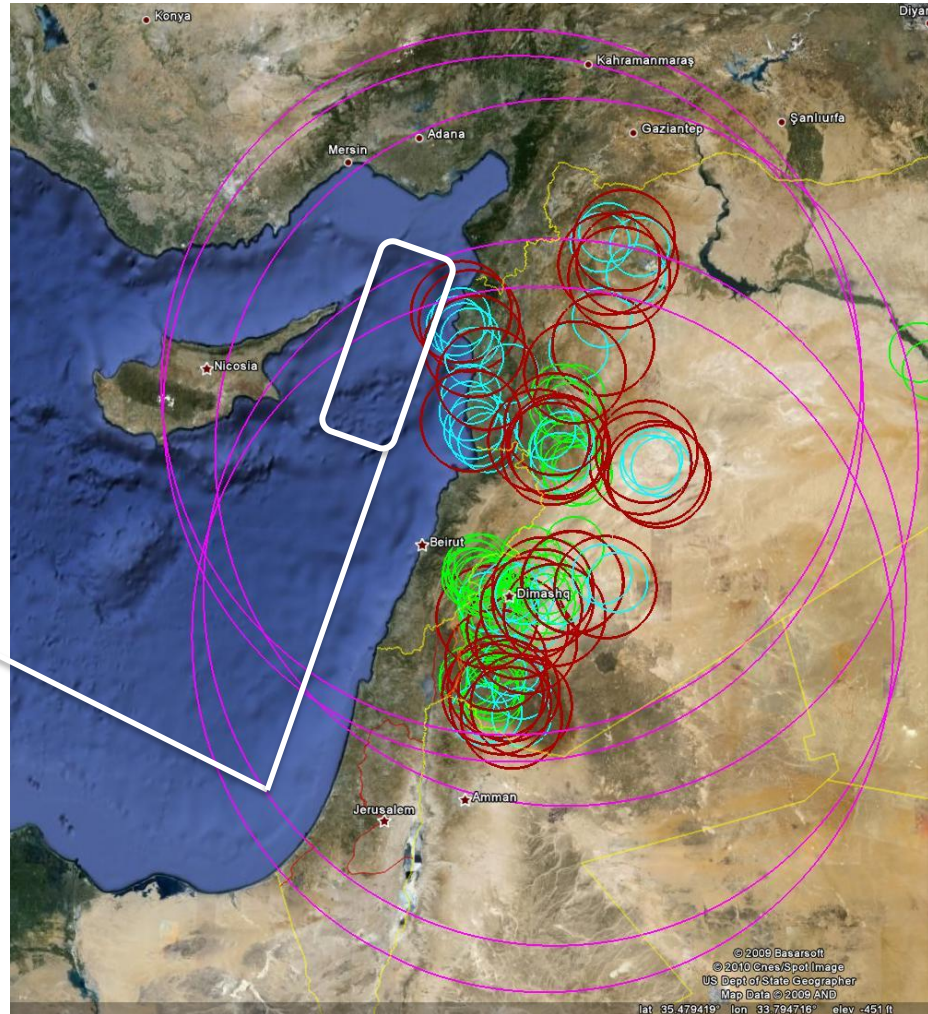 Konya
Diyar
Kahramanmaraş
Şanlıurfa
Gaziantep
Adana
Mersin
Nicosia
Beirut
Dimashq
Amman
Jerusalem
© 2009 Basarsoft
© 2010 Cnes/Spot Image
US Dept of State Geographer
Map Data © 2009 AND
lat 35.479419° lon 33.794716° elev -451 feet